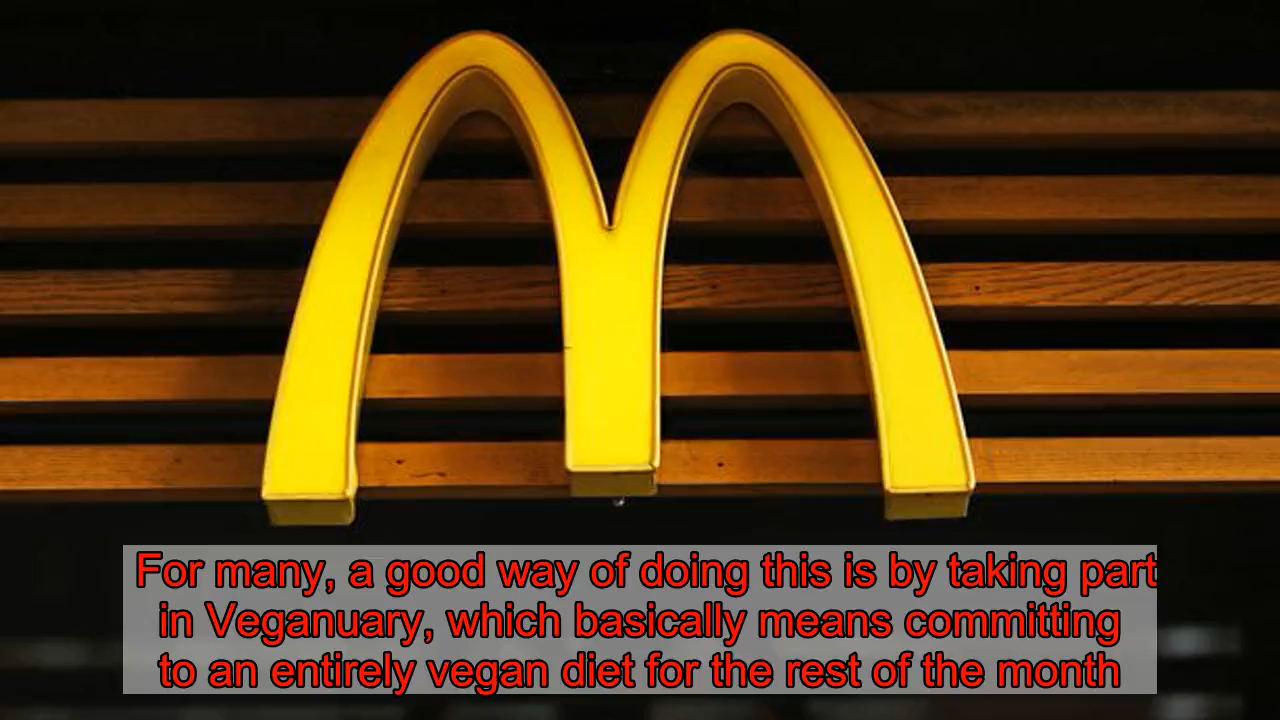 For many, a good way of doing this is by taking part
in Veganuary, which basically means committing
to an entirely vegan diet for the rest of the month